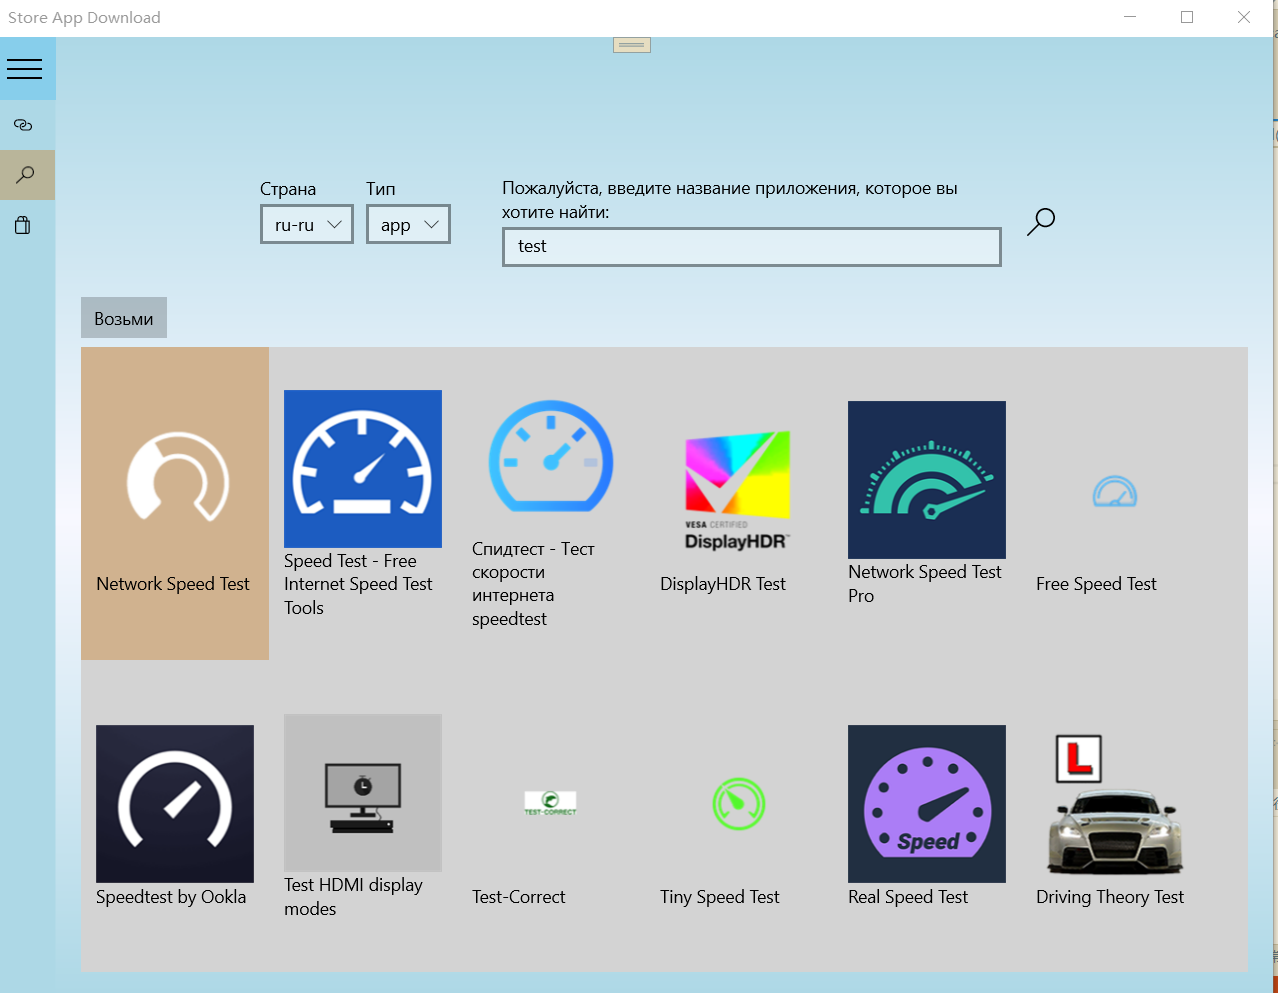 Store App Download
Страна
Тип
Пожалуйста, введите название приложения, которое вы
хотите найти:
ru-ru
app
test
Возьми
VESA CERTIFIED
DisplayHDR™
Network Speed Test
Speed Test - Free
Internet Speed Test
Tools
Спидтест - Тест
скорости
интернета
speedtest
DisplayHDR Test
Network Speed Test
Pro
Free Speed Test
L
TEST-CORRECT
Speed
Speedtest by Ookla
Test HDMI display
modes
Test-Correct
Tiny Speed Test
Real Speed Test
Driving Theory Test